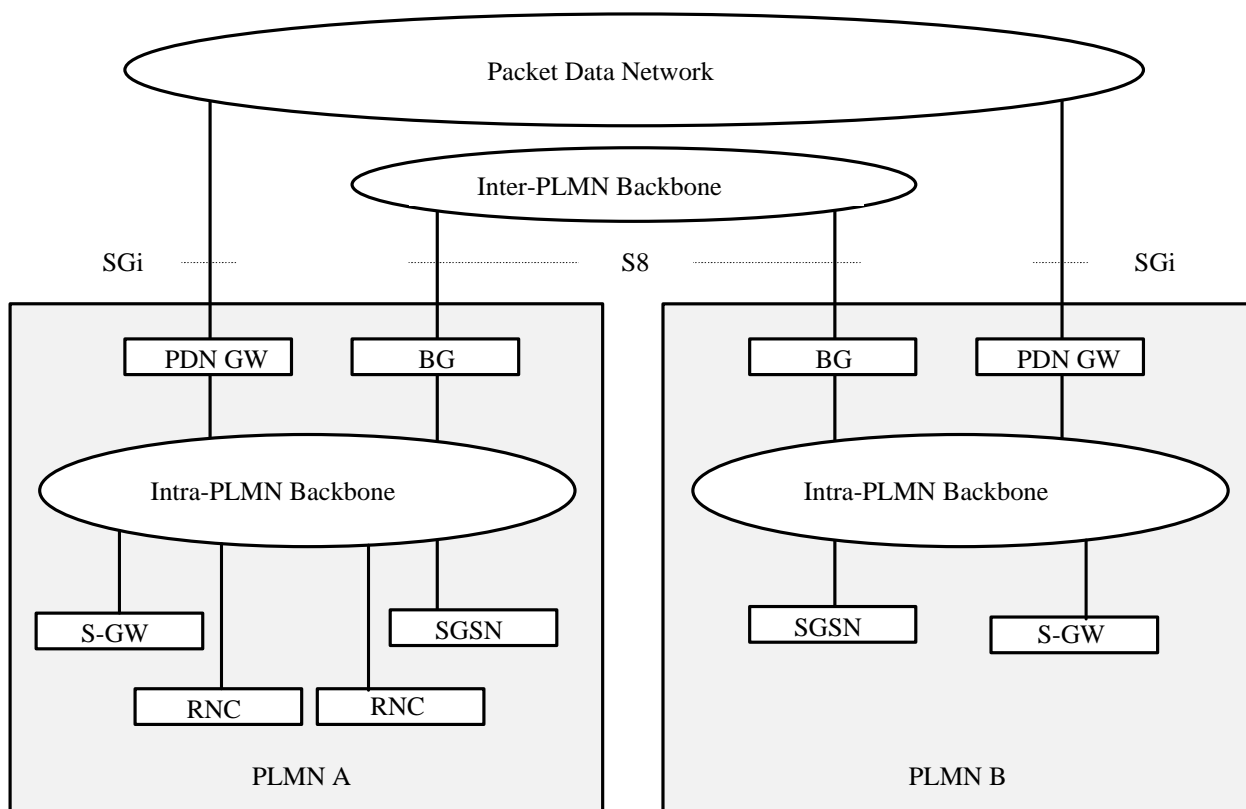 Packet Data Network
Inter-PLMN Backbone
SGi
S8
SGi
PDN GW
BG
BG
PDN GW
Intra-PLMN Backbone
Intra-PLMN Backbone
S-GW
SGSN
SGSN
S-GW
RNC
RNC
PLMN A
PLMN B